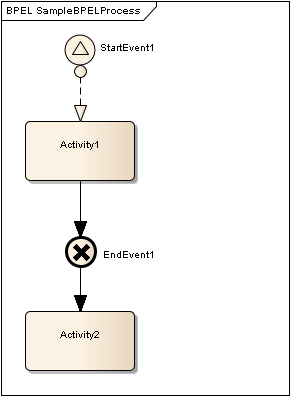 BPEL SampleBPELProcess
StartEvent1
Activity1
EndEvent1
Activity2